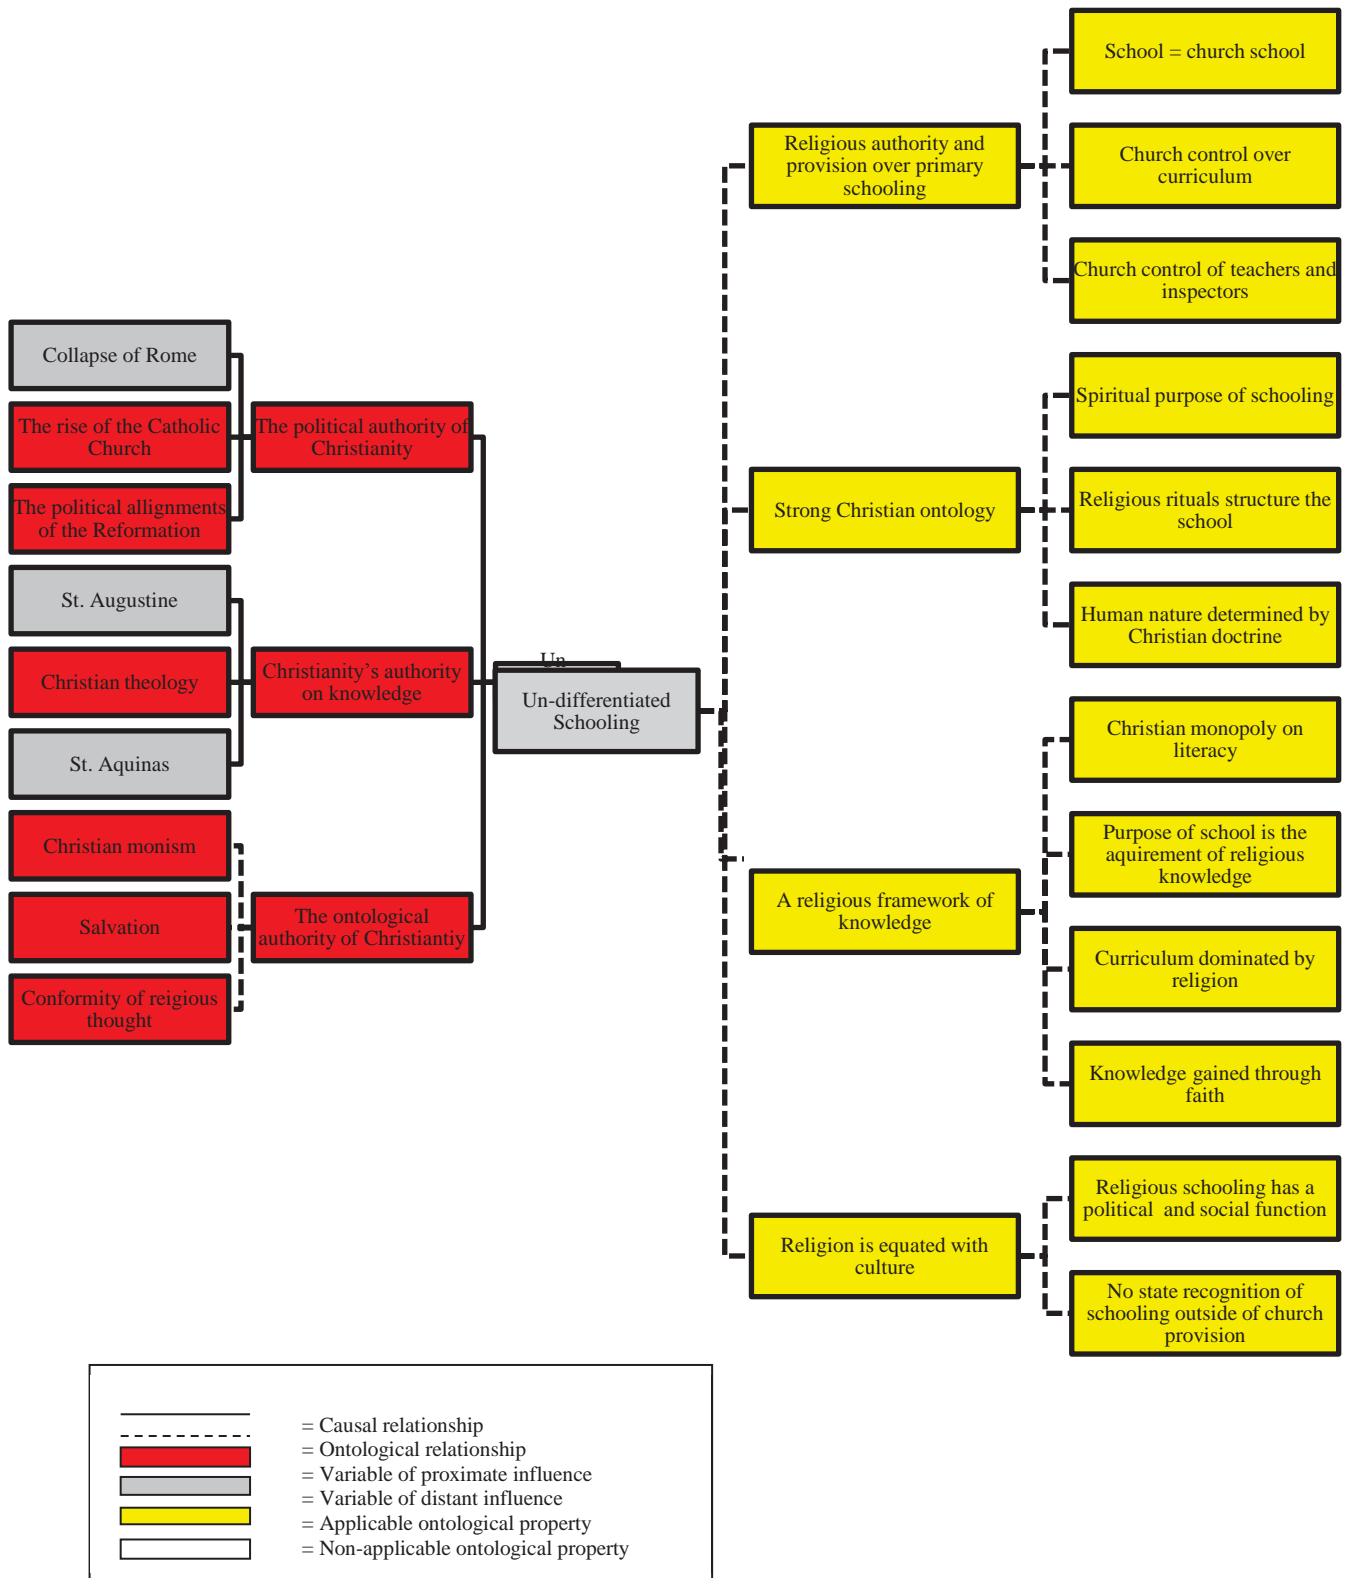 School = church school
Religious authority and
provision over primary
schooling
Church control over
curriculum
Church control of teachers and
inspectors
Collapse of Rome
The rise of the Catholic
Church
The political authority of
Christianity
The political allignments
of the Reformation
Spiritual purpose of schooling
Strong Christian ontology
Religious rituals structure the
school
Human nature determined by
Christian doctrine
St. Augustine
Christian theology
Christianity's authority
on knowledge
St. Aquinas
Un
Un-differentiated
Schooling
Christian monism
Salvation
The ontological
authority of Christiantiy
Conformity of reigious
thought
Christian monopoly on
literacy
Purpose of school is the
aquirement of religious
knowledge
A religious framework of
knowledge
Curriculum dominated by
religion
Knowledge gained through
faith
Religious schooling has a
political and social function
Religion is equated with
culture
No state recognition of
schooling outside of church
provision
= Causal relationship
= Ontological relationship
= Variable of proximate influence
= Variable of distant influence
= Applicable ontological property
= Non-applicable ontological property